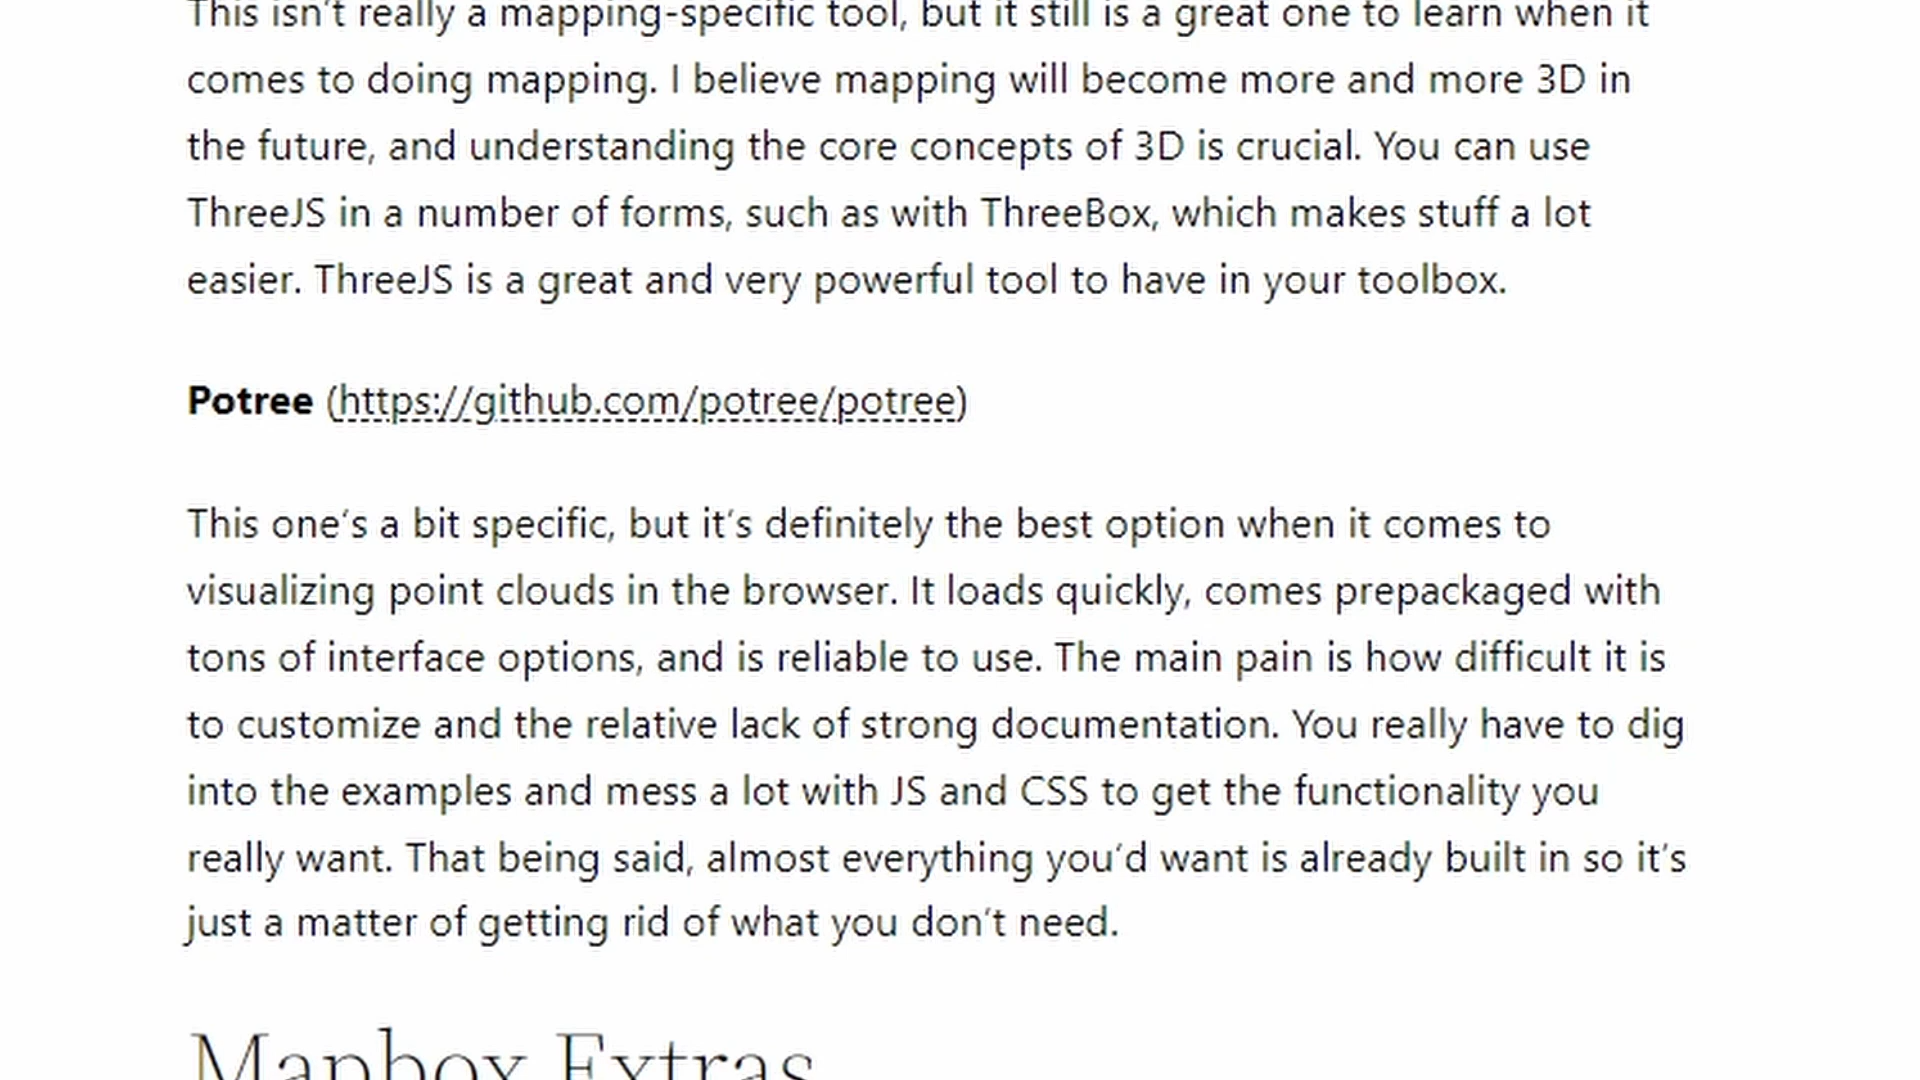 This isn't really a mapping-specific tool, but it still is a great one to learn when it
comes to doing mapping. I believe mapping will become more and more 3D in
the future, and understanding the core concepts of 3D is crucial. You can use
ThreeJS in a number of forms, such as with ThreeBox, which makes stuff a lot
easier. ThreeJS is a great and very powerful tool to have in your toolbox.
Potree (https://github.com/potree/potree)
This one's a bit specific, but it's definitely the best option when it comes to
visualizing point clouds in the browser. It loads quickly, comes prepackaged with
tons of interface options, and is reliable to use. The main pain is how difficult it is
to customize and the relative lack of strong documentation. You really have to dig
into the examples and mess a lot with JS and CSS to get the functionality you
really want. That being said, almost everything you'd want is already built in so it's
just a matter of getting rid of what you don't need.
Mapbox Extras